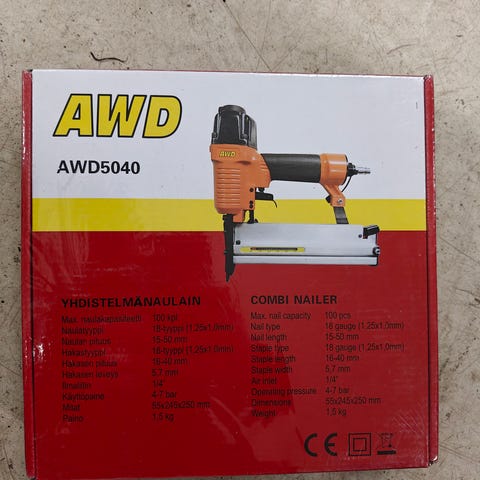 AWD
AWD5040
AWD
YHDISTELMÄNAULAIN
Max. naulakapasiteetti 100 kpl
Naulatyyppi 18-tyyppi (1,25x1,0mm)
Naulan pituus 15-50 mm
Hakastyyppi 18-tyyppi (1,25x1,0mm)
Hakasen pituus 16-40 mm
Hakasen leveys 5,7 mm
Ilmaliitin 1/4"
Käyttöpaine 4-7 bar
Mitat 55x245x250 mm
Paino 1,5 kg
COMBI NAILER
Max. nail capacity 100 pcs
Nail type 18 gauge (1,25x1,0mm)
Nail length 15-50 mm
Staple type 18 gauge (1,25x1,0mm)
Staple length 16-40 mm
Staple width 5,7 mm
Air inlet 1/4"
Operating pressure 4-7 bar
Dimensions 55x245x250 mm
Weight 1,5 kg
CE